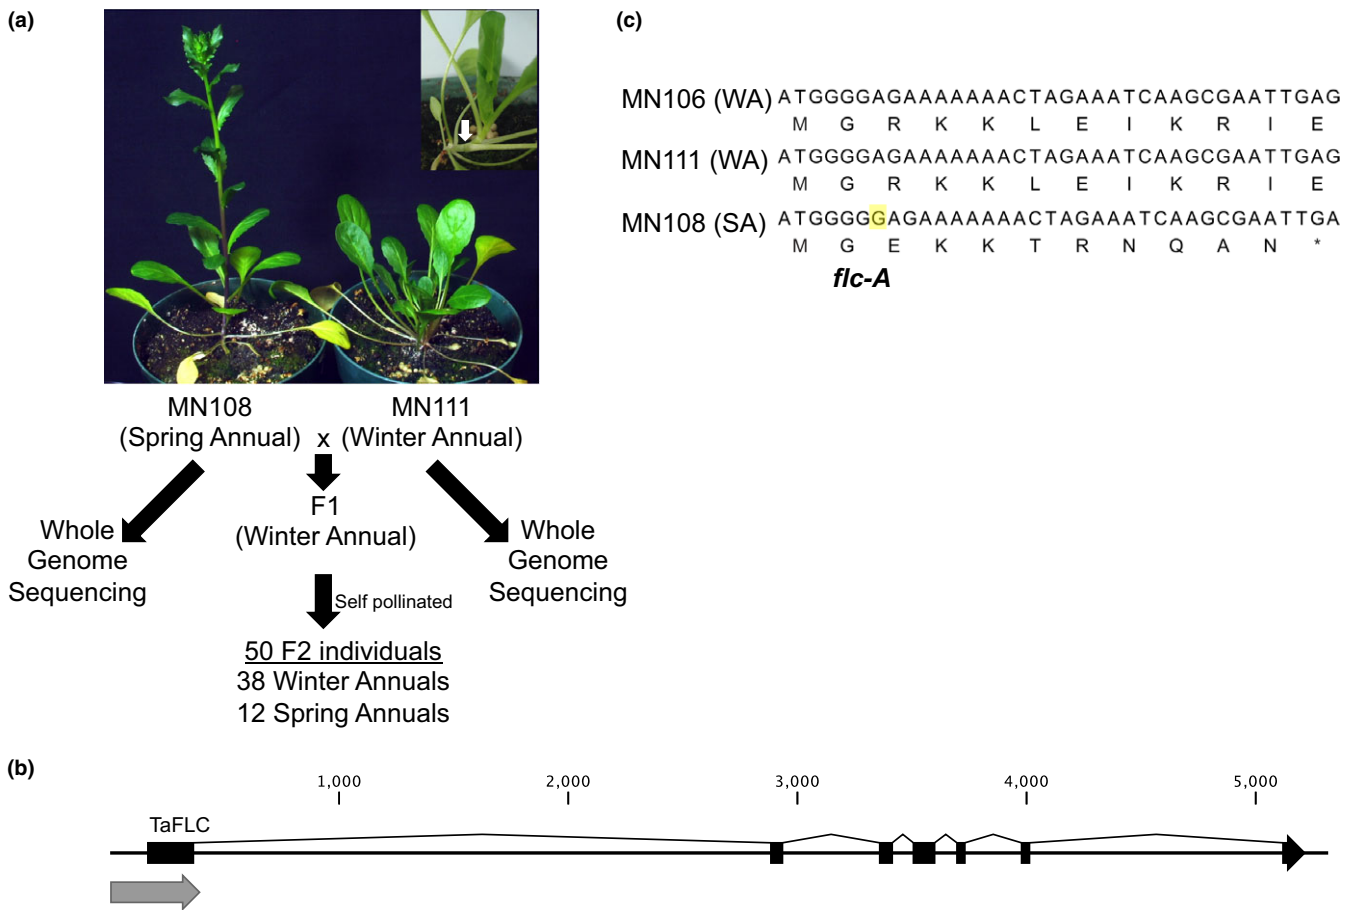 (a)
MN108
(Spring Annual)
x
MN111
(Winter Annual)
F1
(Winter Annual)
Whole
Genome
Sequencing
Whole
Genome
Sequencing
Self pollinated
50 F2 individuals
38 Winter Annuals
12 Spring Annuals
(c)
MN106 (WA) ATGGGGAGAAAAAAACTAGAAATCAAGCGAATTGAG
M G R K K L E I K R I E
MN111 (WA) ATGGGGAGAAAAAAACTAGAAATCAAGCGAATTGAG
M G R K K L E I K R I E
MN108 (SA) ATGGGGGAGAAAAAAACTAGAAATCAAGCGAATTGA
M G E K K T R N Q A N *
flc-A
(b)
1,000 2,000 3,000 4,000 5,000
TaFLC